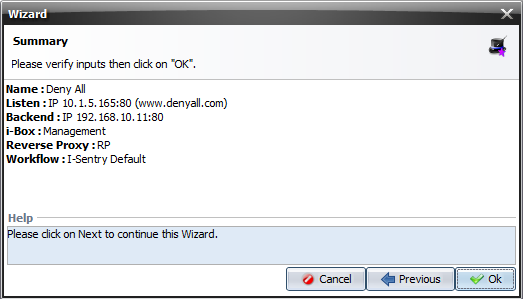 Wizard
Summary
Please verify inputs then click on "OK".
Name : Deny All
Listen : IP 10.1.5.165:80 (www.denyall.com)
Backend : IP 192.168.10.11:80
i-Box : Management
Reverse Proxy : RP
Workflow : I-Sentry Default
Help
Please click on Next to continue this Wizard.
Cancel Previous Ok